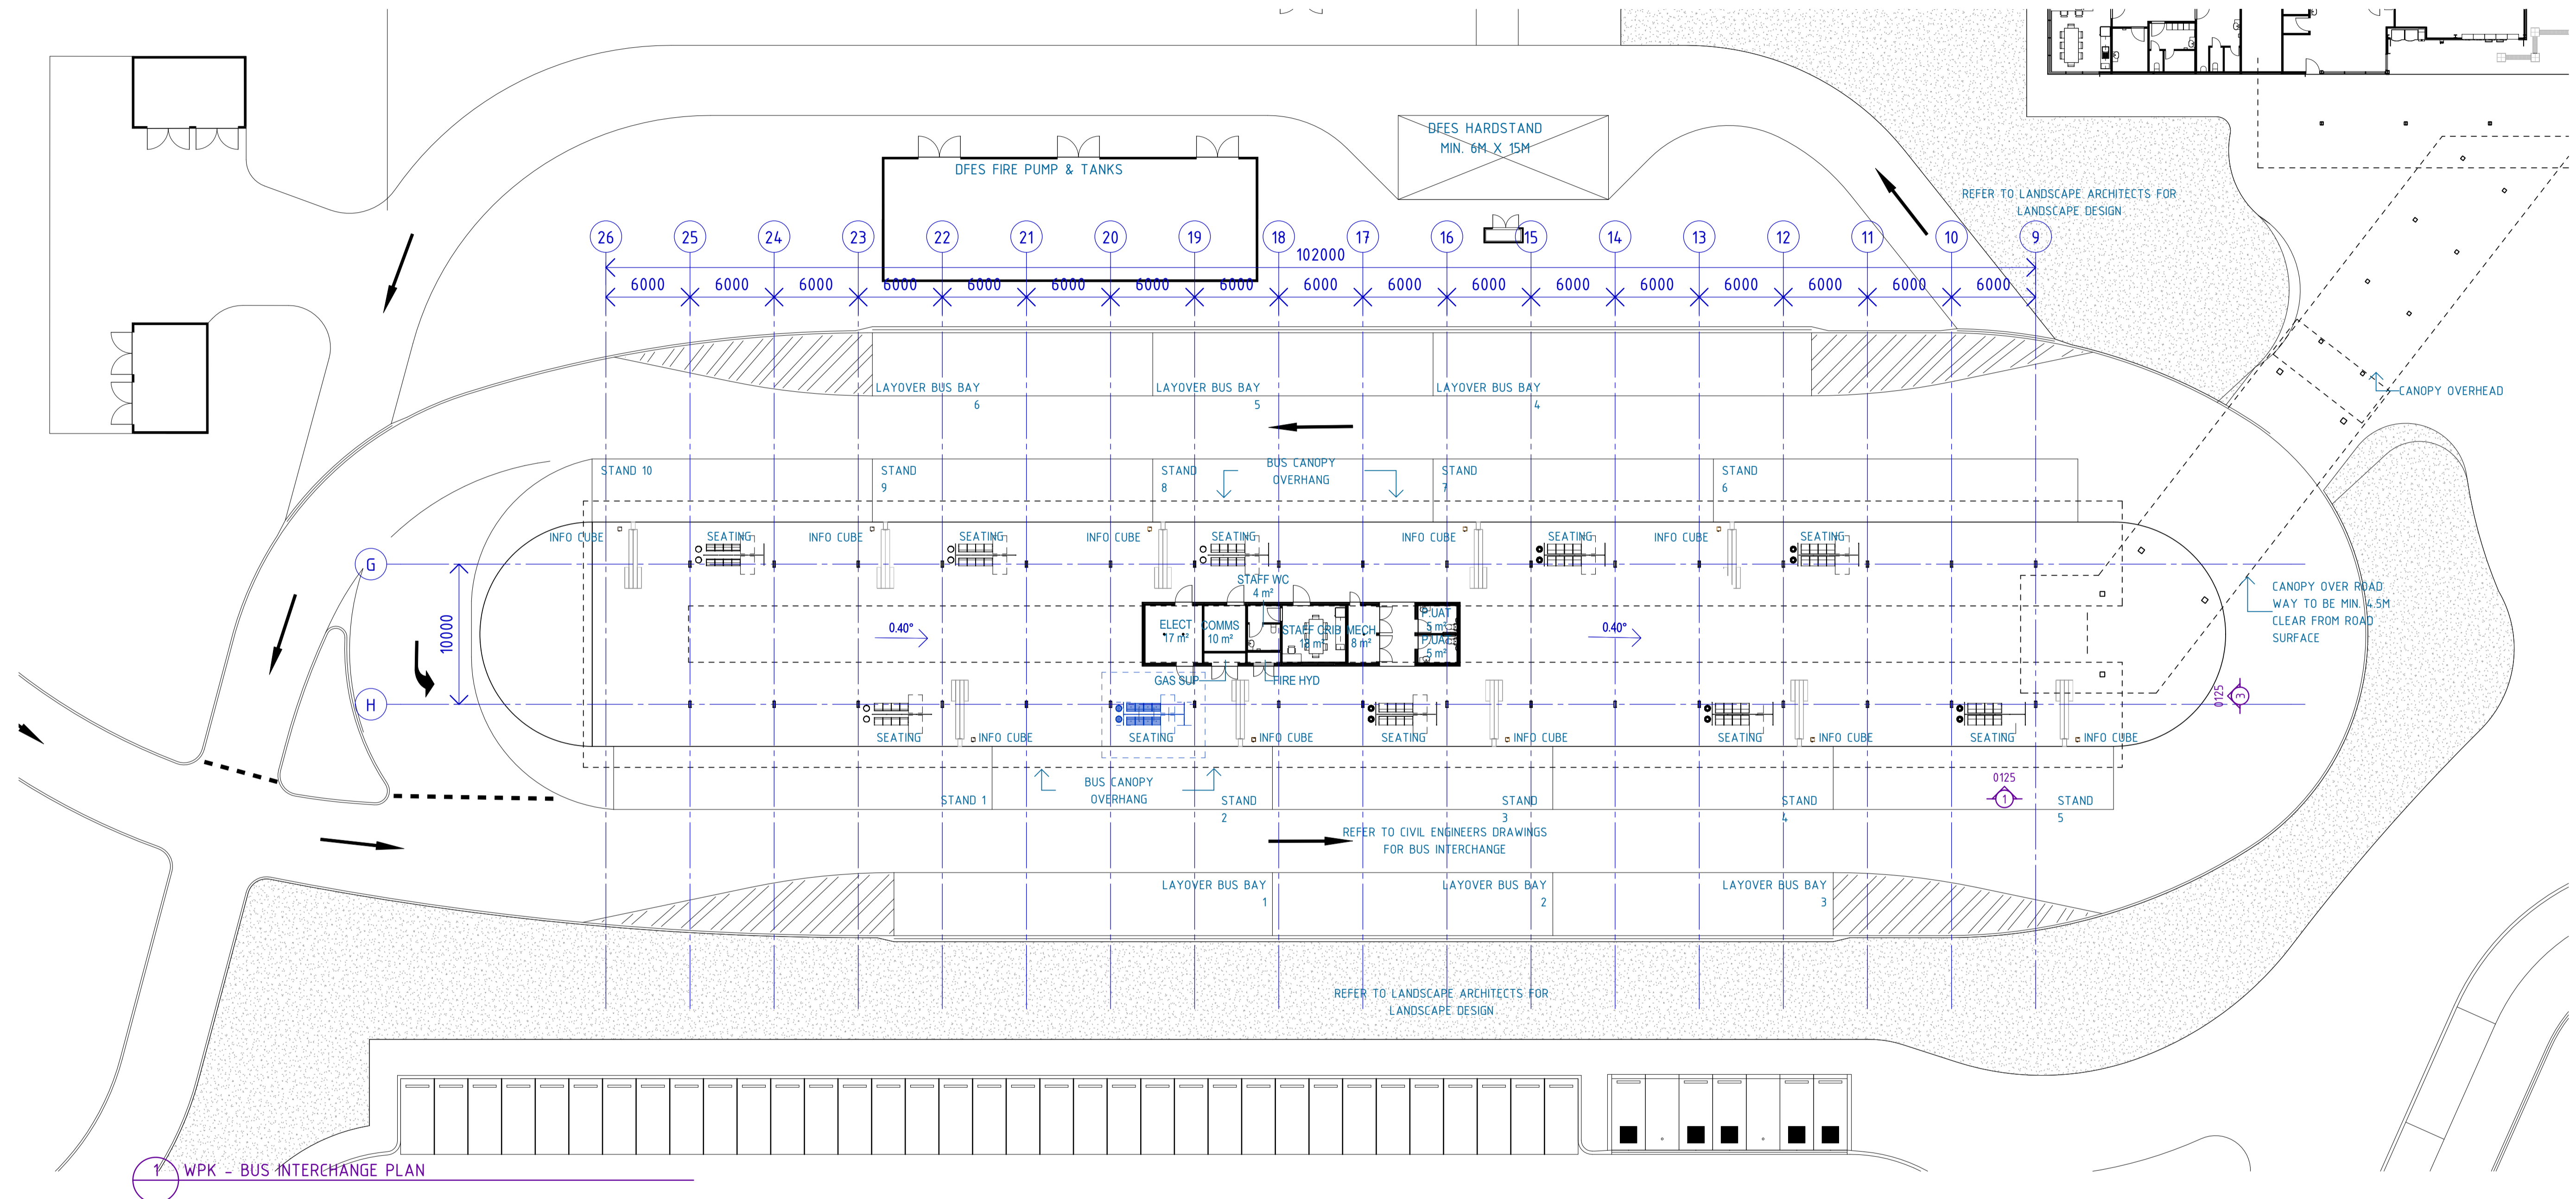 DFES HARDSTAND
MIN. 6M X 15M
DFES FIRE PUMP & TANKS
REFER TO LANDSCAPE ARCHITECTS FOR
LANDSCAPE DESIGN
26 25 24 23 22 21 20 19 18 17 16 15 14 13 12 11 10 9
102000
6000 6000 6000 6000 6000 6000 6000 6000 6000 6000 6000 6000 6000 6000 6000 6000 6000
LAYOVER BUS BAY
6
LAYOVER BUS BAY
5
LAYOVER BUS BAY
4
CANOPY OVERHEAD
STAND 10
STAND
9
STAND
8
BUS CANOPY
OVERHANG
STAND
7
STAND
6
INFO CUBE
SEATING
INFO CUBE
SEATING
INFO CUBE
SEATING
INFO CUBE
SEATING
INFO CUBE
SEATING
G
STAFF WC
4 m²
CANOPY OVER ROAD
WAY TO BE MIN. 4.5M
CLEAR FROM ROAD
SURFACE
10000
0.40°
ELECT
17 m²
COMMS
10 m²
STAFF CRIB
18 m²
MECH
8 m²
P.UAT
5 m²
P.UAT
5 m²
0.40°
GAS SUP
FIRE HYD
H
0125
3
SEATING
INFO CUBE
SEATING
INFO CUBE
SEATING
INFO CUBE
SEATING
INFO CUBE
SEATING
INFO CUBE
BUS CANOPY
OVERHANG
0125
1
STAND 1
STAND
2
STAND
3
STAND
4
STAND
5
REFER TO CIVIL ENGINEERS DRAWINGS
FOR BUS INTERCHANGE
LAYOVER BUS BAY
1
LAYOVER BUS BAY
2
LAYOVER BUS BAY
3
REFER TO LANDSCAPE ARCHITECTS FOR
LANDSCAPE DESIGN
1 WPK - BUS INTERCHANGE PLAN